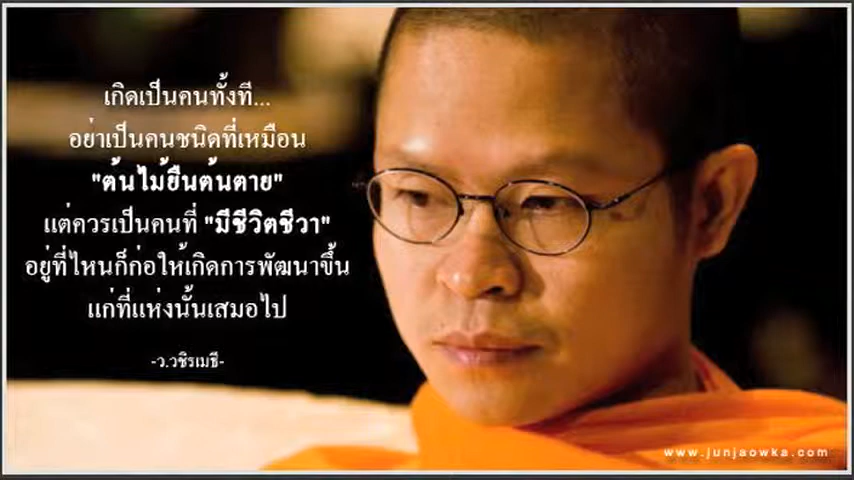 เกิดเป็นคนทั้งที...
อย่าเป็นคนชนิดที่เหมือน
"ต้นไม้ยืนต้นตาย"
แต่ควรเป็นคนที่ "มีชีวิตชีวา"
อยู่ที่ไหนก็ก่อให้เกิดการพัฒนาขึ้น
แก่ที่แห่งนั้นเสมอไป
-ว.วชิรเมธี-
www.junjaowka.com